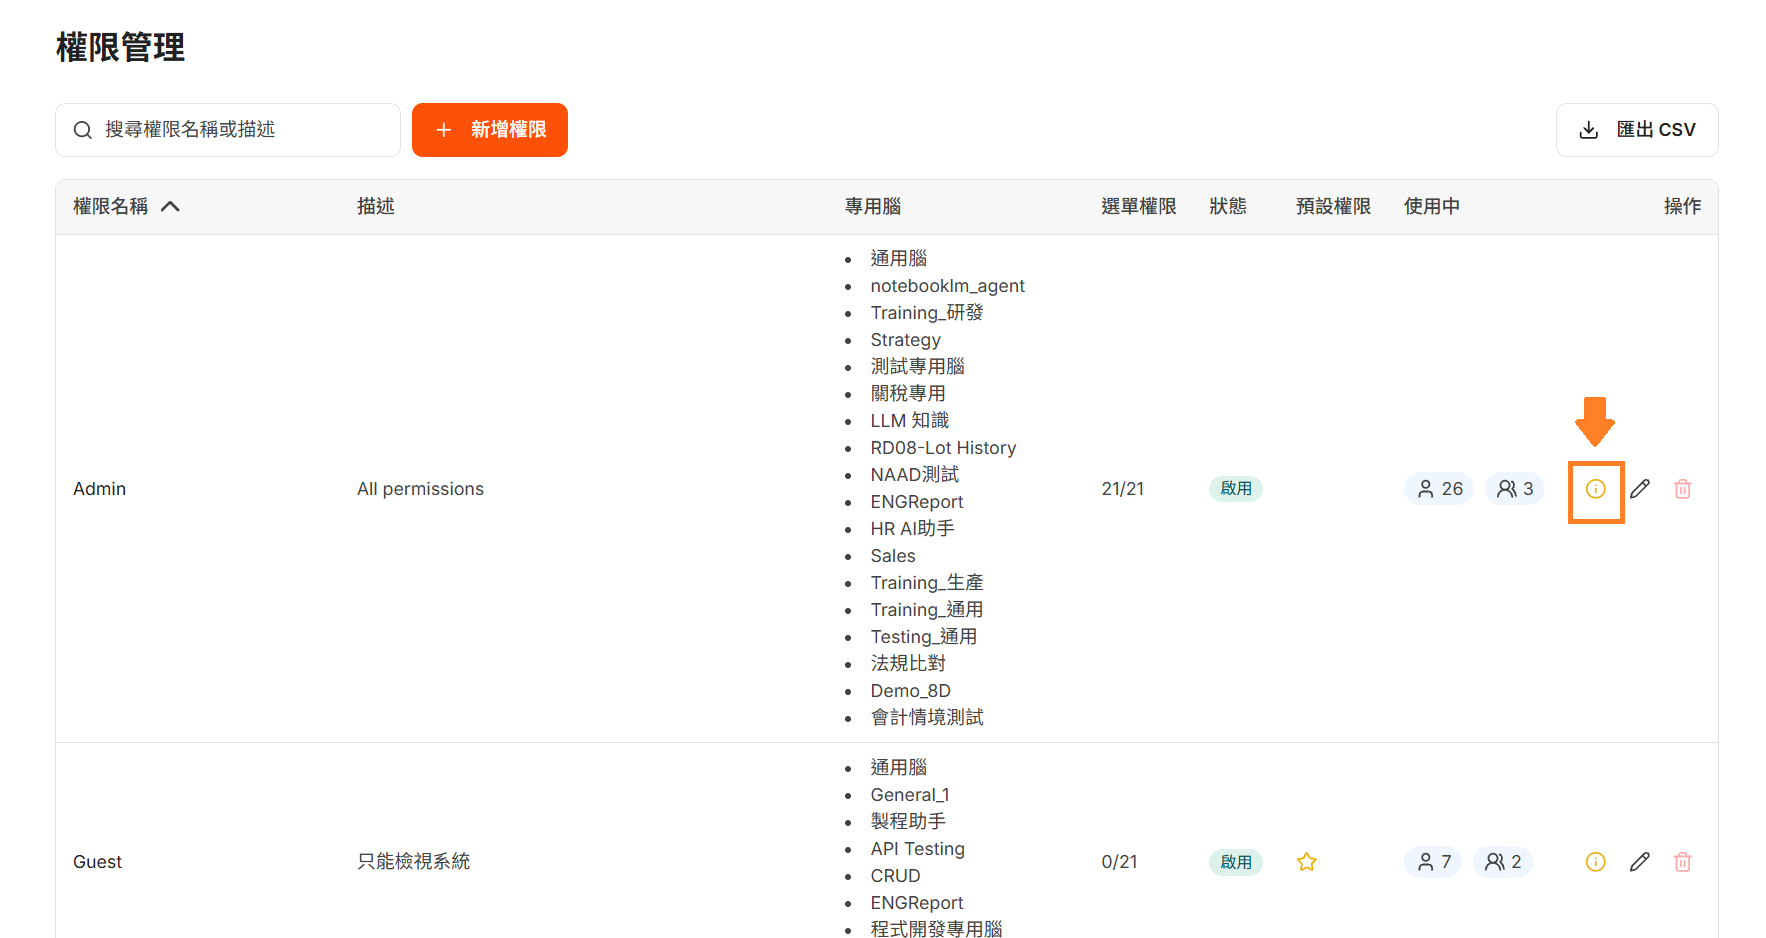 權限管理
搜尋權限名稱或描述
新增權限
匯出 CSV
權限名稱 描述 專用腦 選單權限 狀態 預設權限 使用中 操作
Admin All permissions 21/21 啟用 26 3
通用腦
notebooklm_agent
Training_研發
Strategy
測試專用腦
關稅專用
LLM 知識
RD08-Lot History
NAAD測試
ENGReport
HR AI助手
Sales
Training_生產
Training_通用
Testing_通用
法規比對
Demo_8D
會計情境測試
Guest 只能檢視系統 0/21 啟用 7 2
通用腦
General_1
製程助手
API Testing
CRUD
ENGReport
程式開發專用腦